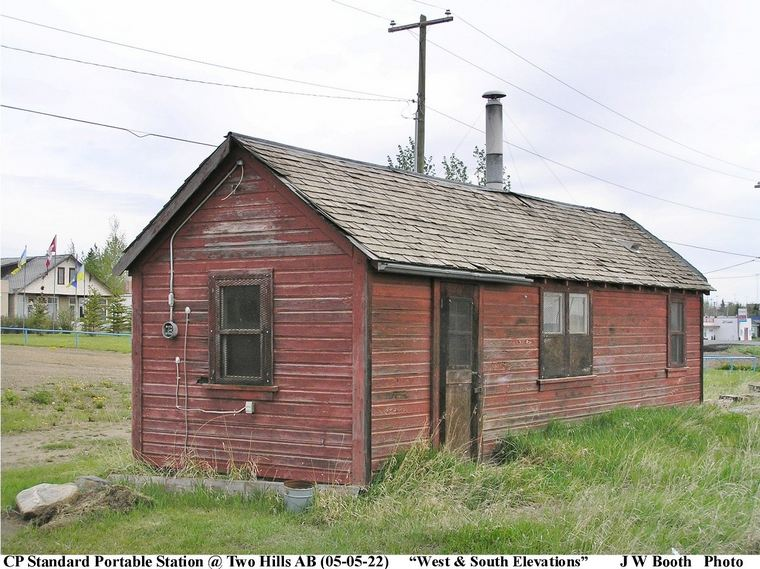 CP Standard Portable Station @ Two Hills AB (05-05-22) “West & South Elevations” J W Booth Photo